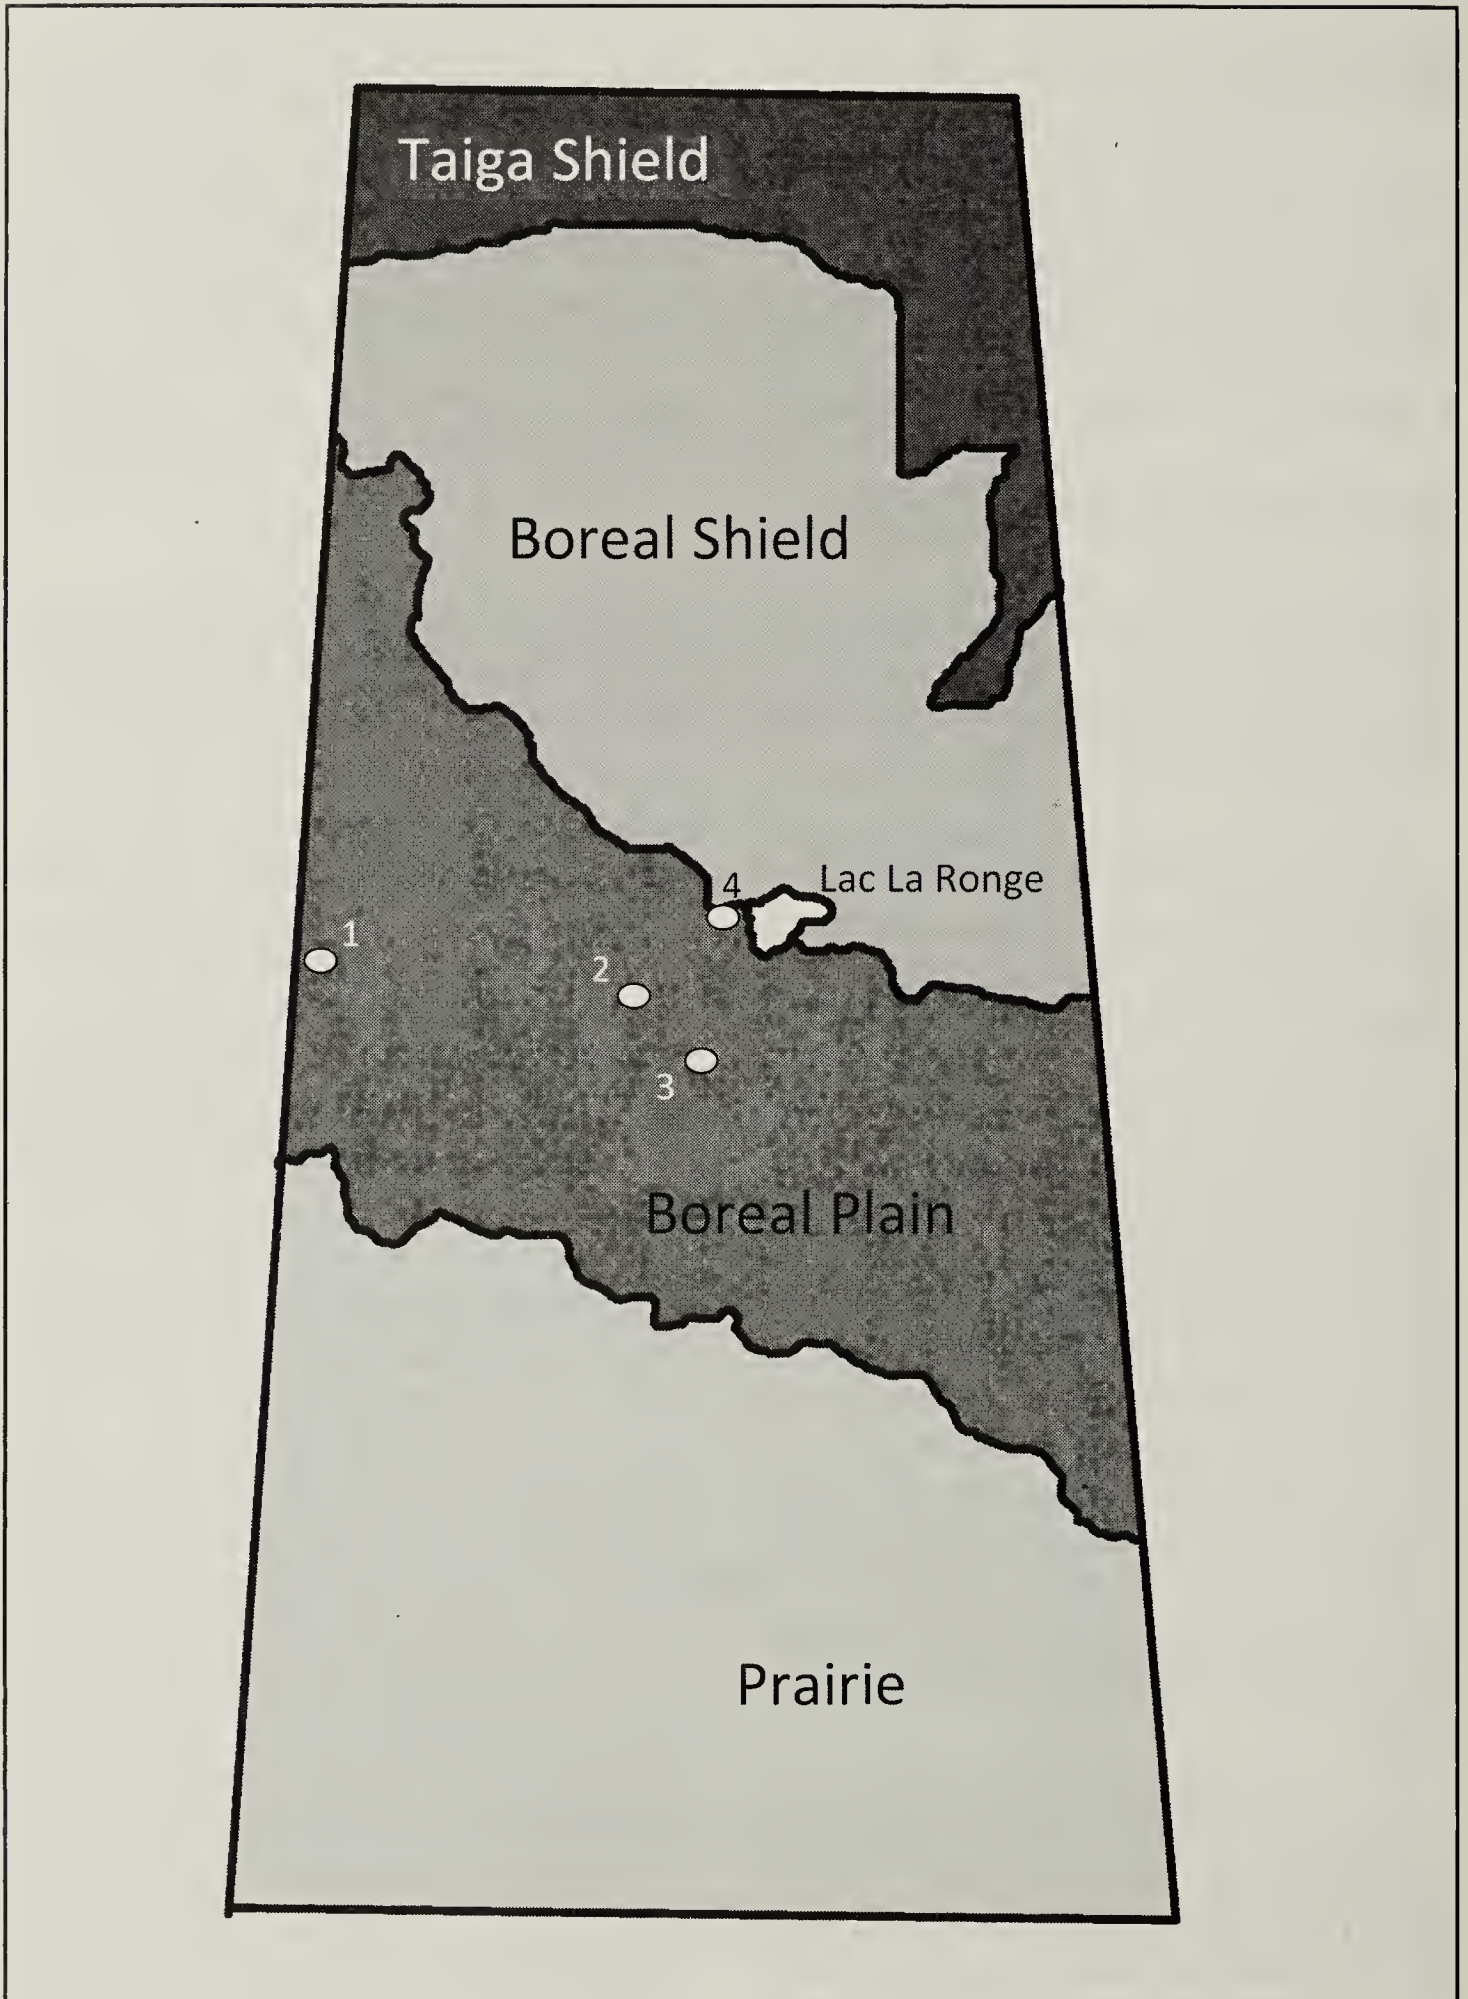 Taiga Shield
Boreal Shield
Lac La Ronge
4
1
2
3
Boreal Plain
Prairie